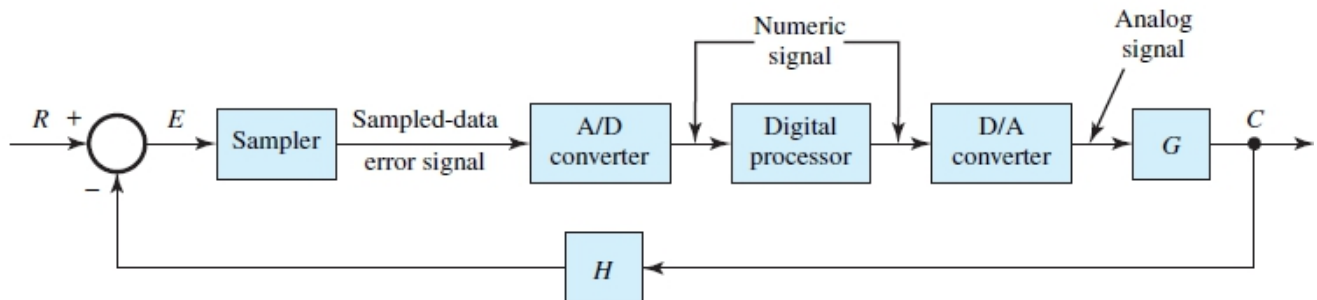 Numeric
signal
Analog
signal
R +
E
Sampler
Sampled-data
error signal
A/D
converter
Digital
processor
D/A
converter
G
C
−
H